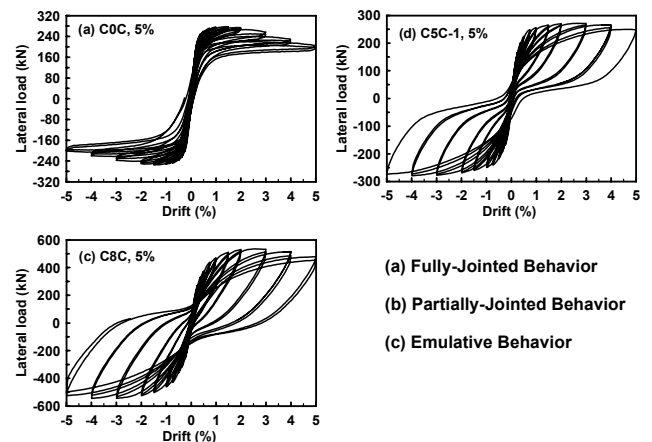 (a) C0C, 5%
Lateral load (kN)
320
240
160
80
0
-80
-160
-240
-320
-5 -4 -3 -2 -1 0 1 2 3 4 5
Drift (%)
(d) C5C-1, 5%
Lateral load (kN)
300
200
100
0
-100
-200
-300
-5 -4 -3 -2 -1 0 1 2 3 4 5
Drift (%)
(c) C8C, 5%
Lateral load (kN)
600
400
200
0
-200
-400
-600
-5 -4 -3 -2 -1 0 1 2 3 4 5
Drift (%)
(a) Fully-Jointed Behavior
(b) Partially-Jointed Behavior
(c) Emulative Behavior